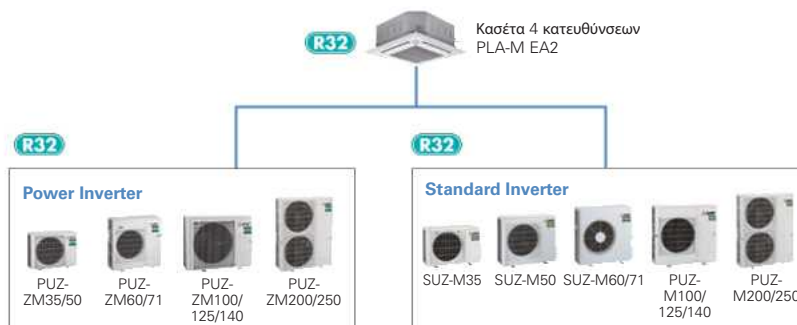 R32
Κασέτα 4 κατευθύνσεων
PLA-M EA2
R32
Power Inverter
PUZ-
ZM35/50
PUZ-
ZM60/71
PUZ-
ZM100/
125/140
PUZ-
ZM200/250
R32
Standard Inverter
SUZ-M35
SUZ-M50
SUZ-M60/71
PUZ-
M100/
125/140
PUZ-
M200/250